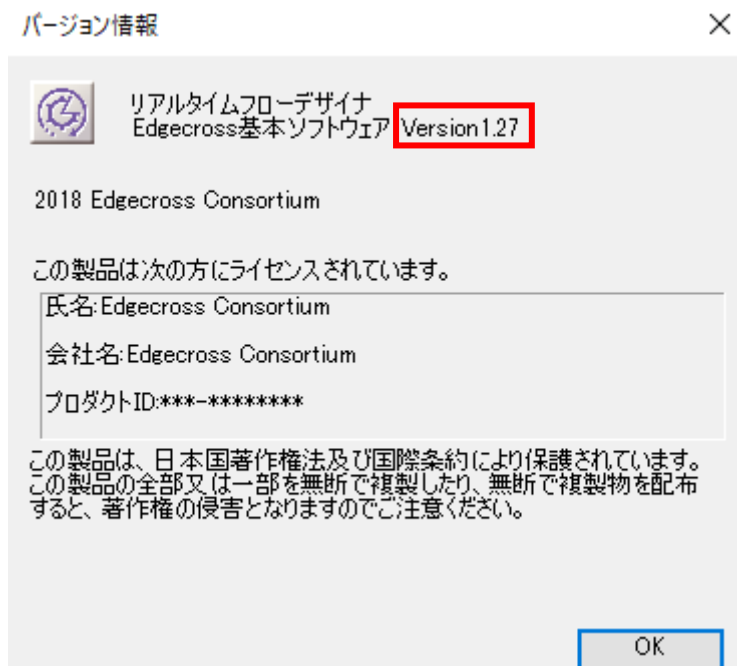 バージョン情報
リアルタイムフローデザイナ
Edgecross基本ソフトウェア Version1.27
2018 Edgecross Consortium
この製品は次の方にライセンスされています。
氏名:Edgecross Consortium
会社名:Edgecross Consortium
プロダクトID:***-********
この製品は、日本国著作権法及び国際条約により保護されています。
この製品の全部又は一部を無断で複製したり、無断で複製物を配布
すると、著作権の侵害となりますのでご注意ください。
OK